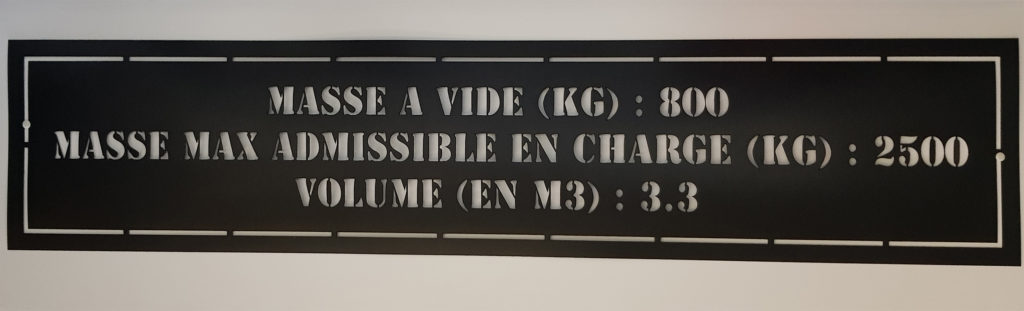 MASSE A VIDE (KG) : 800
MASSE MAX ADMISSIBLE EN CHARGE (KG) : 2500
VOLUME (EN M3) : 3.3